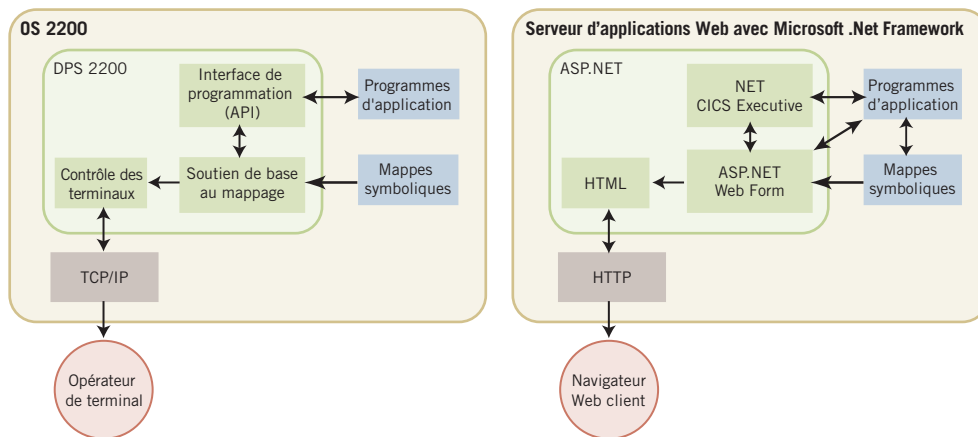 OS 2200
DPS 2200
Interface de
programmation
(API)
Programmes
d'application
Contrôle des
terminaux
Soutien de base
au mappage
Mappes
symboliques
TCP/IP
Opérateur
de terminal
Serveur d'applications Web avec Microsoft .Net Framework
ASP.NET
NET
CICS Executive
Programmes
d'application
HTML
ASP.NET
Web Form
Mappes
symboliques
HTTP
Navigateur
Web client